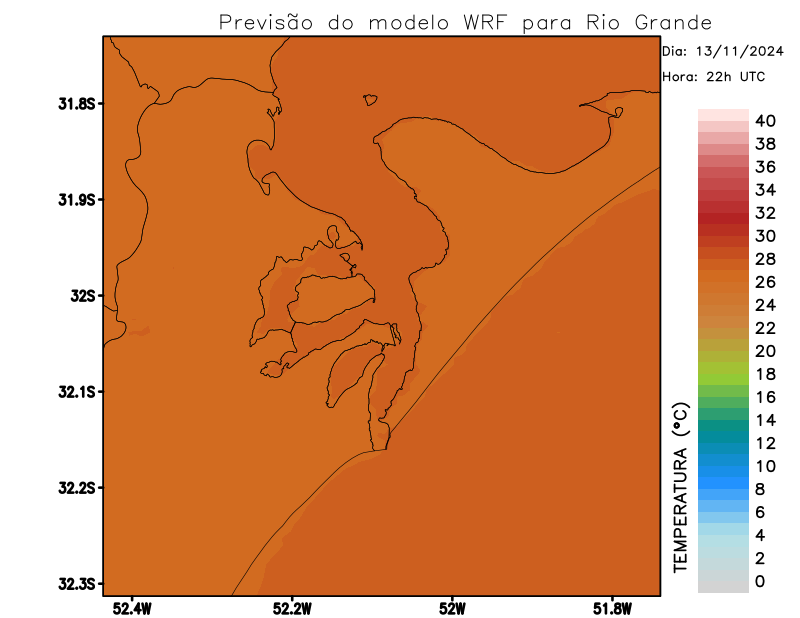 Previsão do modelo WRF para Rio Grande
Dia: 13/11/2024
Hora: 22h UTC
31.8S
31.9S
32S
32.1S
32.2S
32.3S
52.4W
52.2W
52W
51.8W
TEMPERATURA (°C)
40
38
36
34
32
30
28
26
24
22
20
18
16
14
12
10
8
6
4
2
0